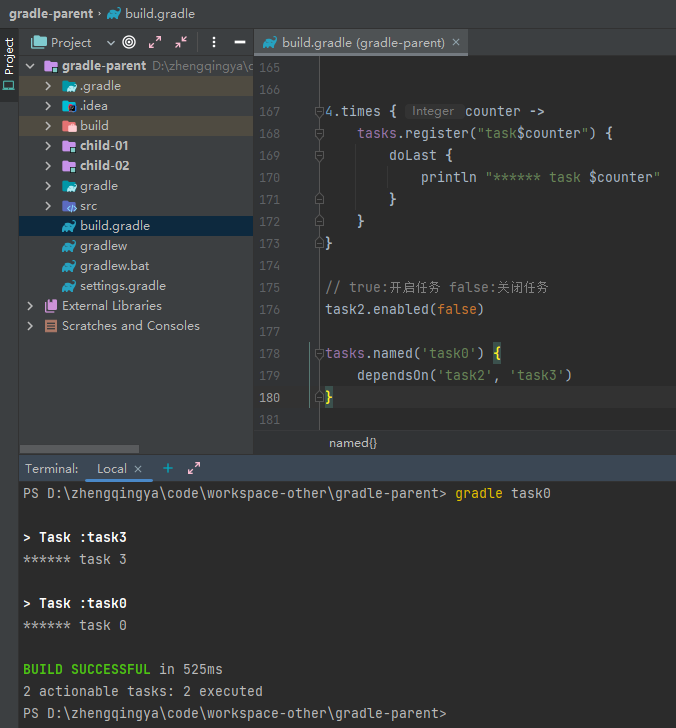 gradle-parent › build.gradle
Project
Project
build.gradle (gradle-parent)
gradle-parent D:\zhengqingya\c
.gradle
.idea
build
child-01
child-02
gradle
src
build.gradle
gradlew
gradlew.bat
settings.gradle
External Libraries
Scratches and Consoles
165
166
167 4.times { Integer counter ->
168 tasks.register("task$counter") {
169 doLast {
170 println "****** task $counter"
171 }
172 }
173 }
174
175 // true:开启任务 false:关闭任务
176 task2.enabled(false)
177
178 tasks.named('task0') {
179 dependsOn('task2', 'task3')
180 }
181
named{}
Terminal: Local
PS D:\zhengqingya\code\workspace-other\gradle-parent> gradle task0
> Task :task3
****** task 3
> Task :task0
****** task 0
BUILD SUCCESSFUL in 525ms
2 actionable tasks: 2 executed
PS D:\zhengqingya\code\workspace-other\gradle-parent>